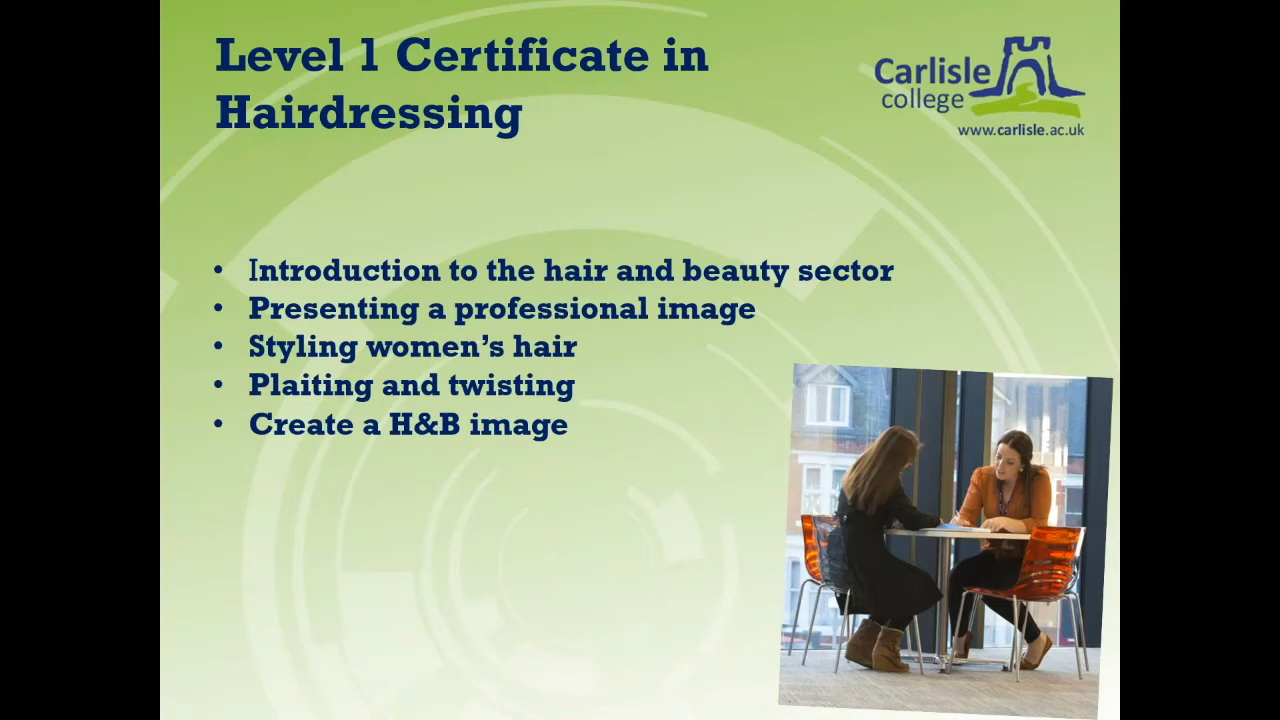 Level 1 Certificate in
Hairdressing
Carlisle
college
www.carlisle.ac.uk
• Introduction to the hair and beauty sector
• Presenting a professional image
• Styling women’s hair
• Plaiting and twisting
• Create a H&B image